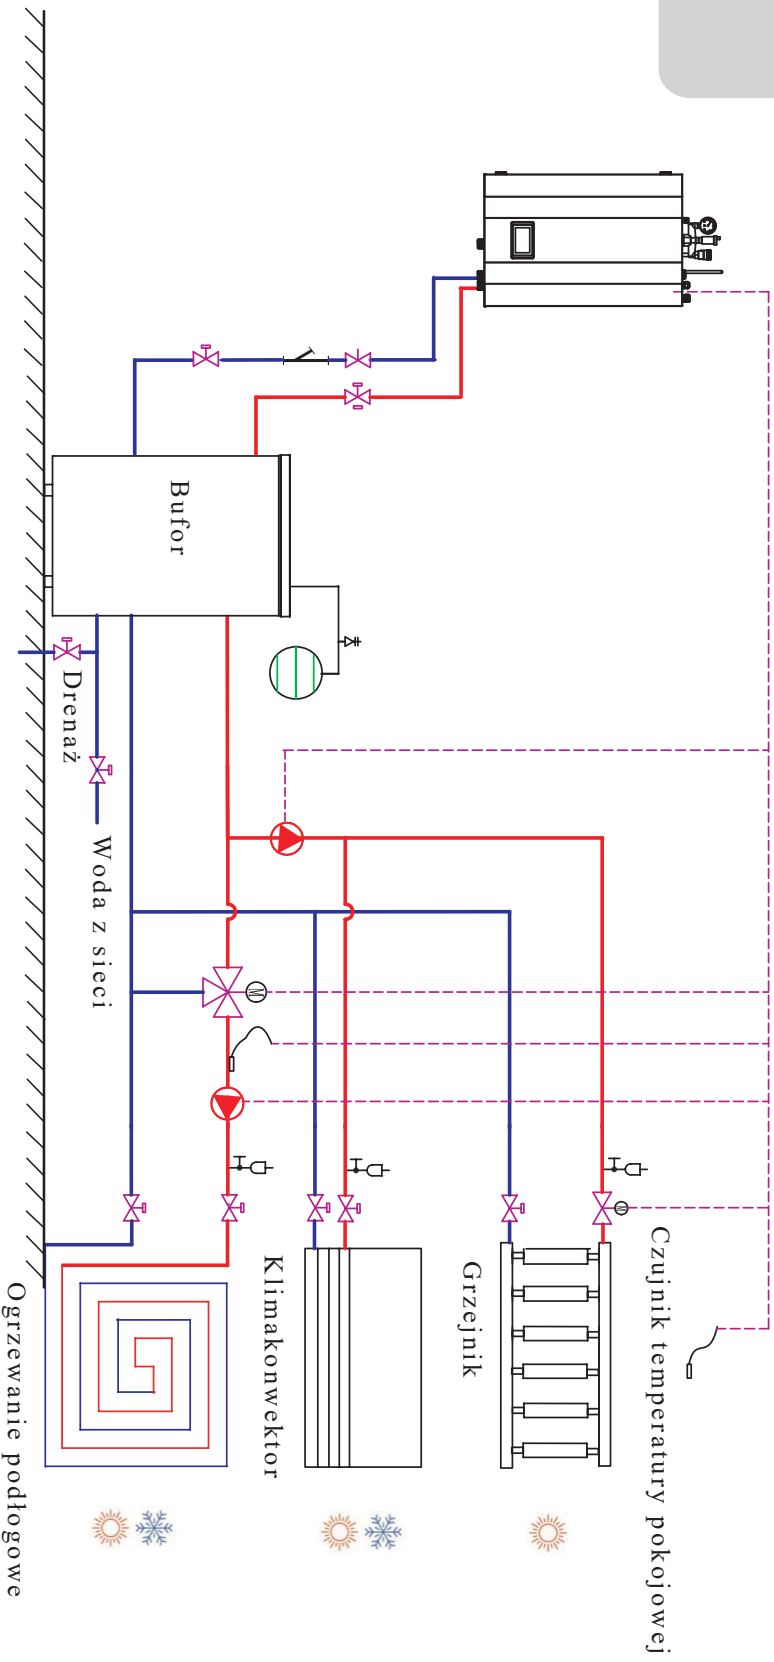 Czujnik temperatury pokojowej
Grzejnik
Klimakonwektor
Bufor
Woda z sieci
Drenaż
Ogrzewanie podłogowe